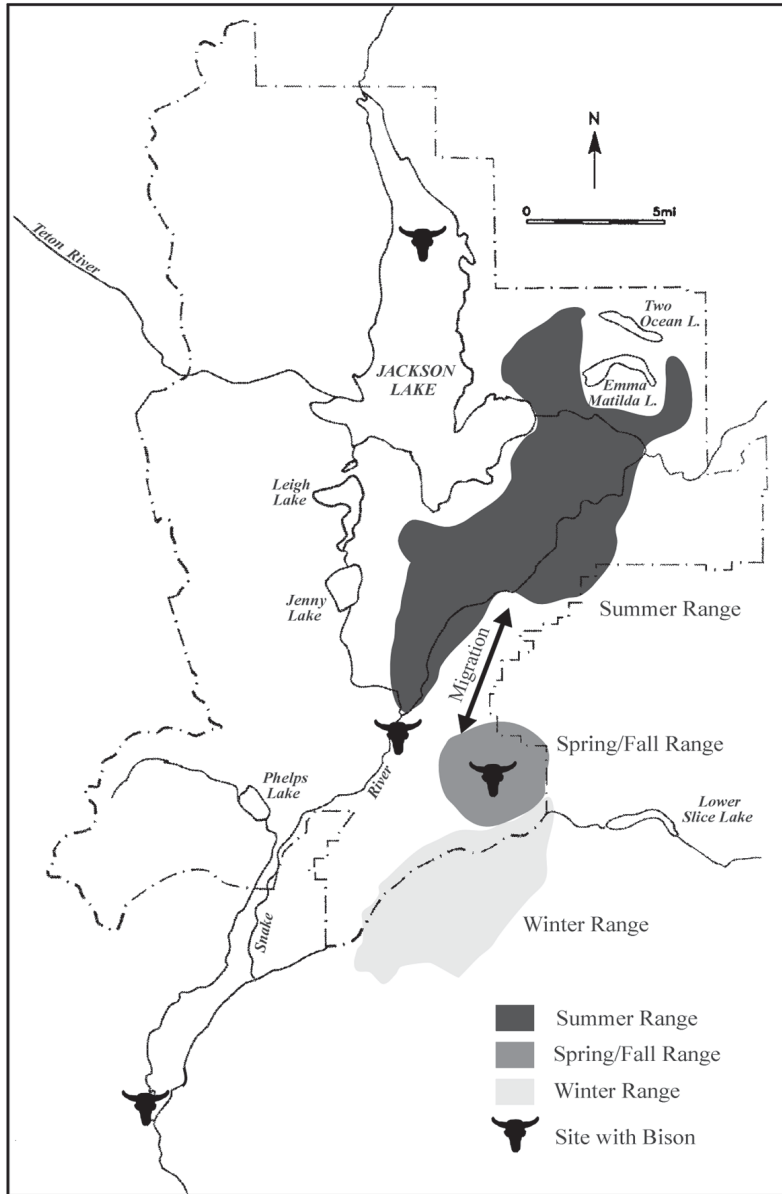 N
0 5mi
Teton River
Two
Ocean L.
JACKSON
LAKE
Emma
Matilda L.
Leigh
Lake
Jenny
Lake
Summer Range
Migration
Spring/Fall Range
Phelps
Lake
River
Lower
Slice Lake
Winter Range
Snake
Summer Range
Spring/Fall Range
Winter Range
Site with Bison